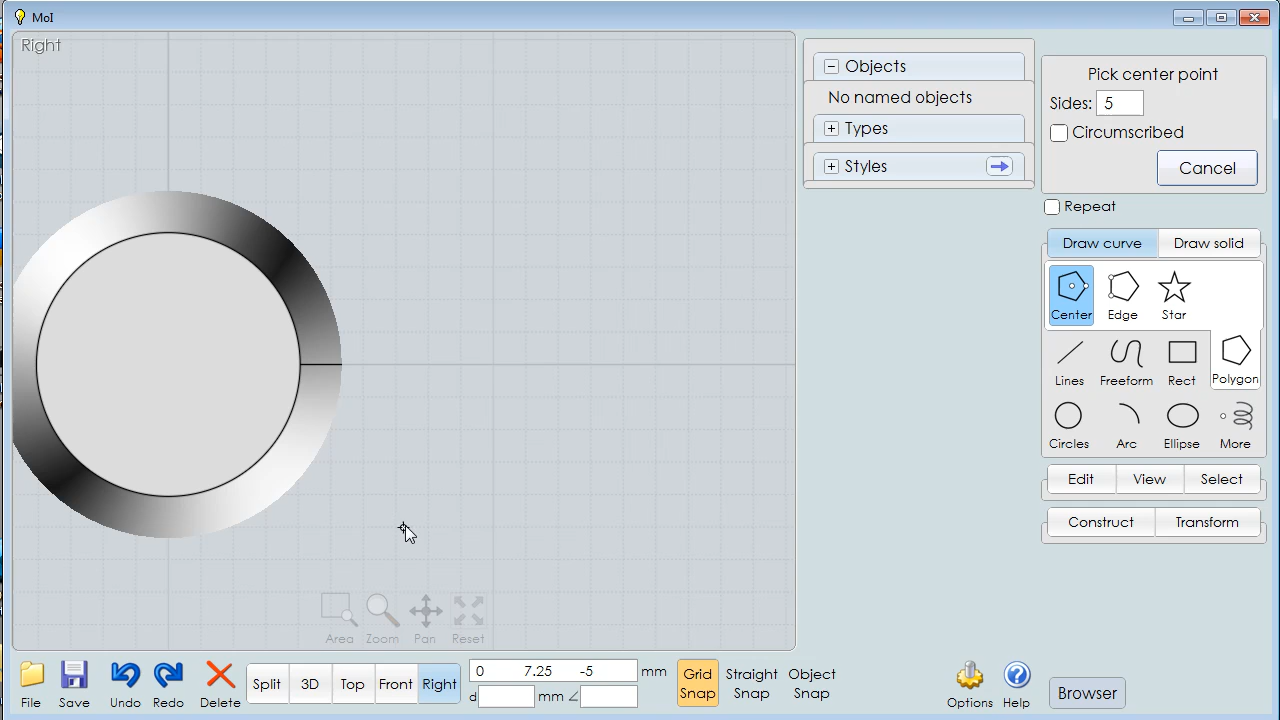 MoI
Right
Objects
No named objects
Types
Styles
Pick center point
Sides: 5
Circumscribed
Cancel
Repeat
Draw curve Draw solid
Center Edge Star
Lines Freeform Rect Polygon
Circles Arc Ellipse More
Edit View Select
Construct Transform
Area Zoom Pan Reset
File Save Undo Redo Delete
Split 3D Top Front Right
0 7.25 -5 mm
d mm ∠
Grid Snap
Straight Snap
Object Snap
Options Help
Browser